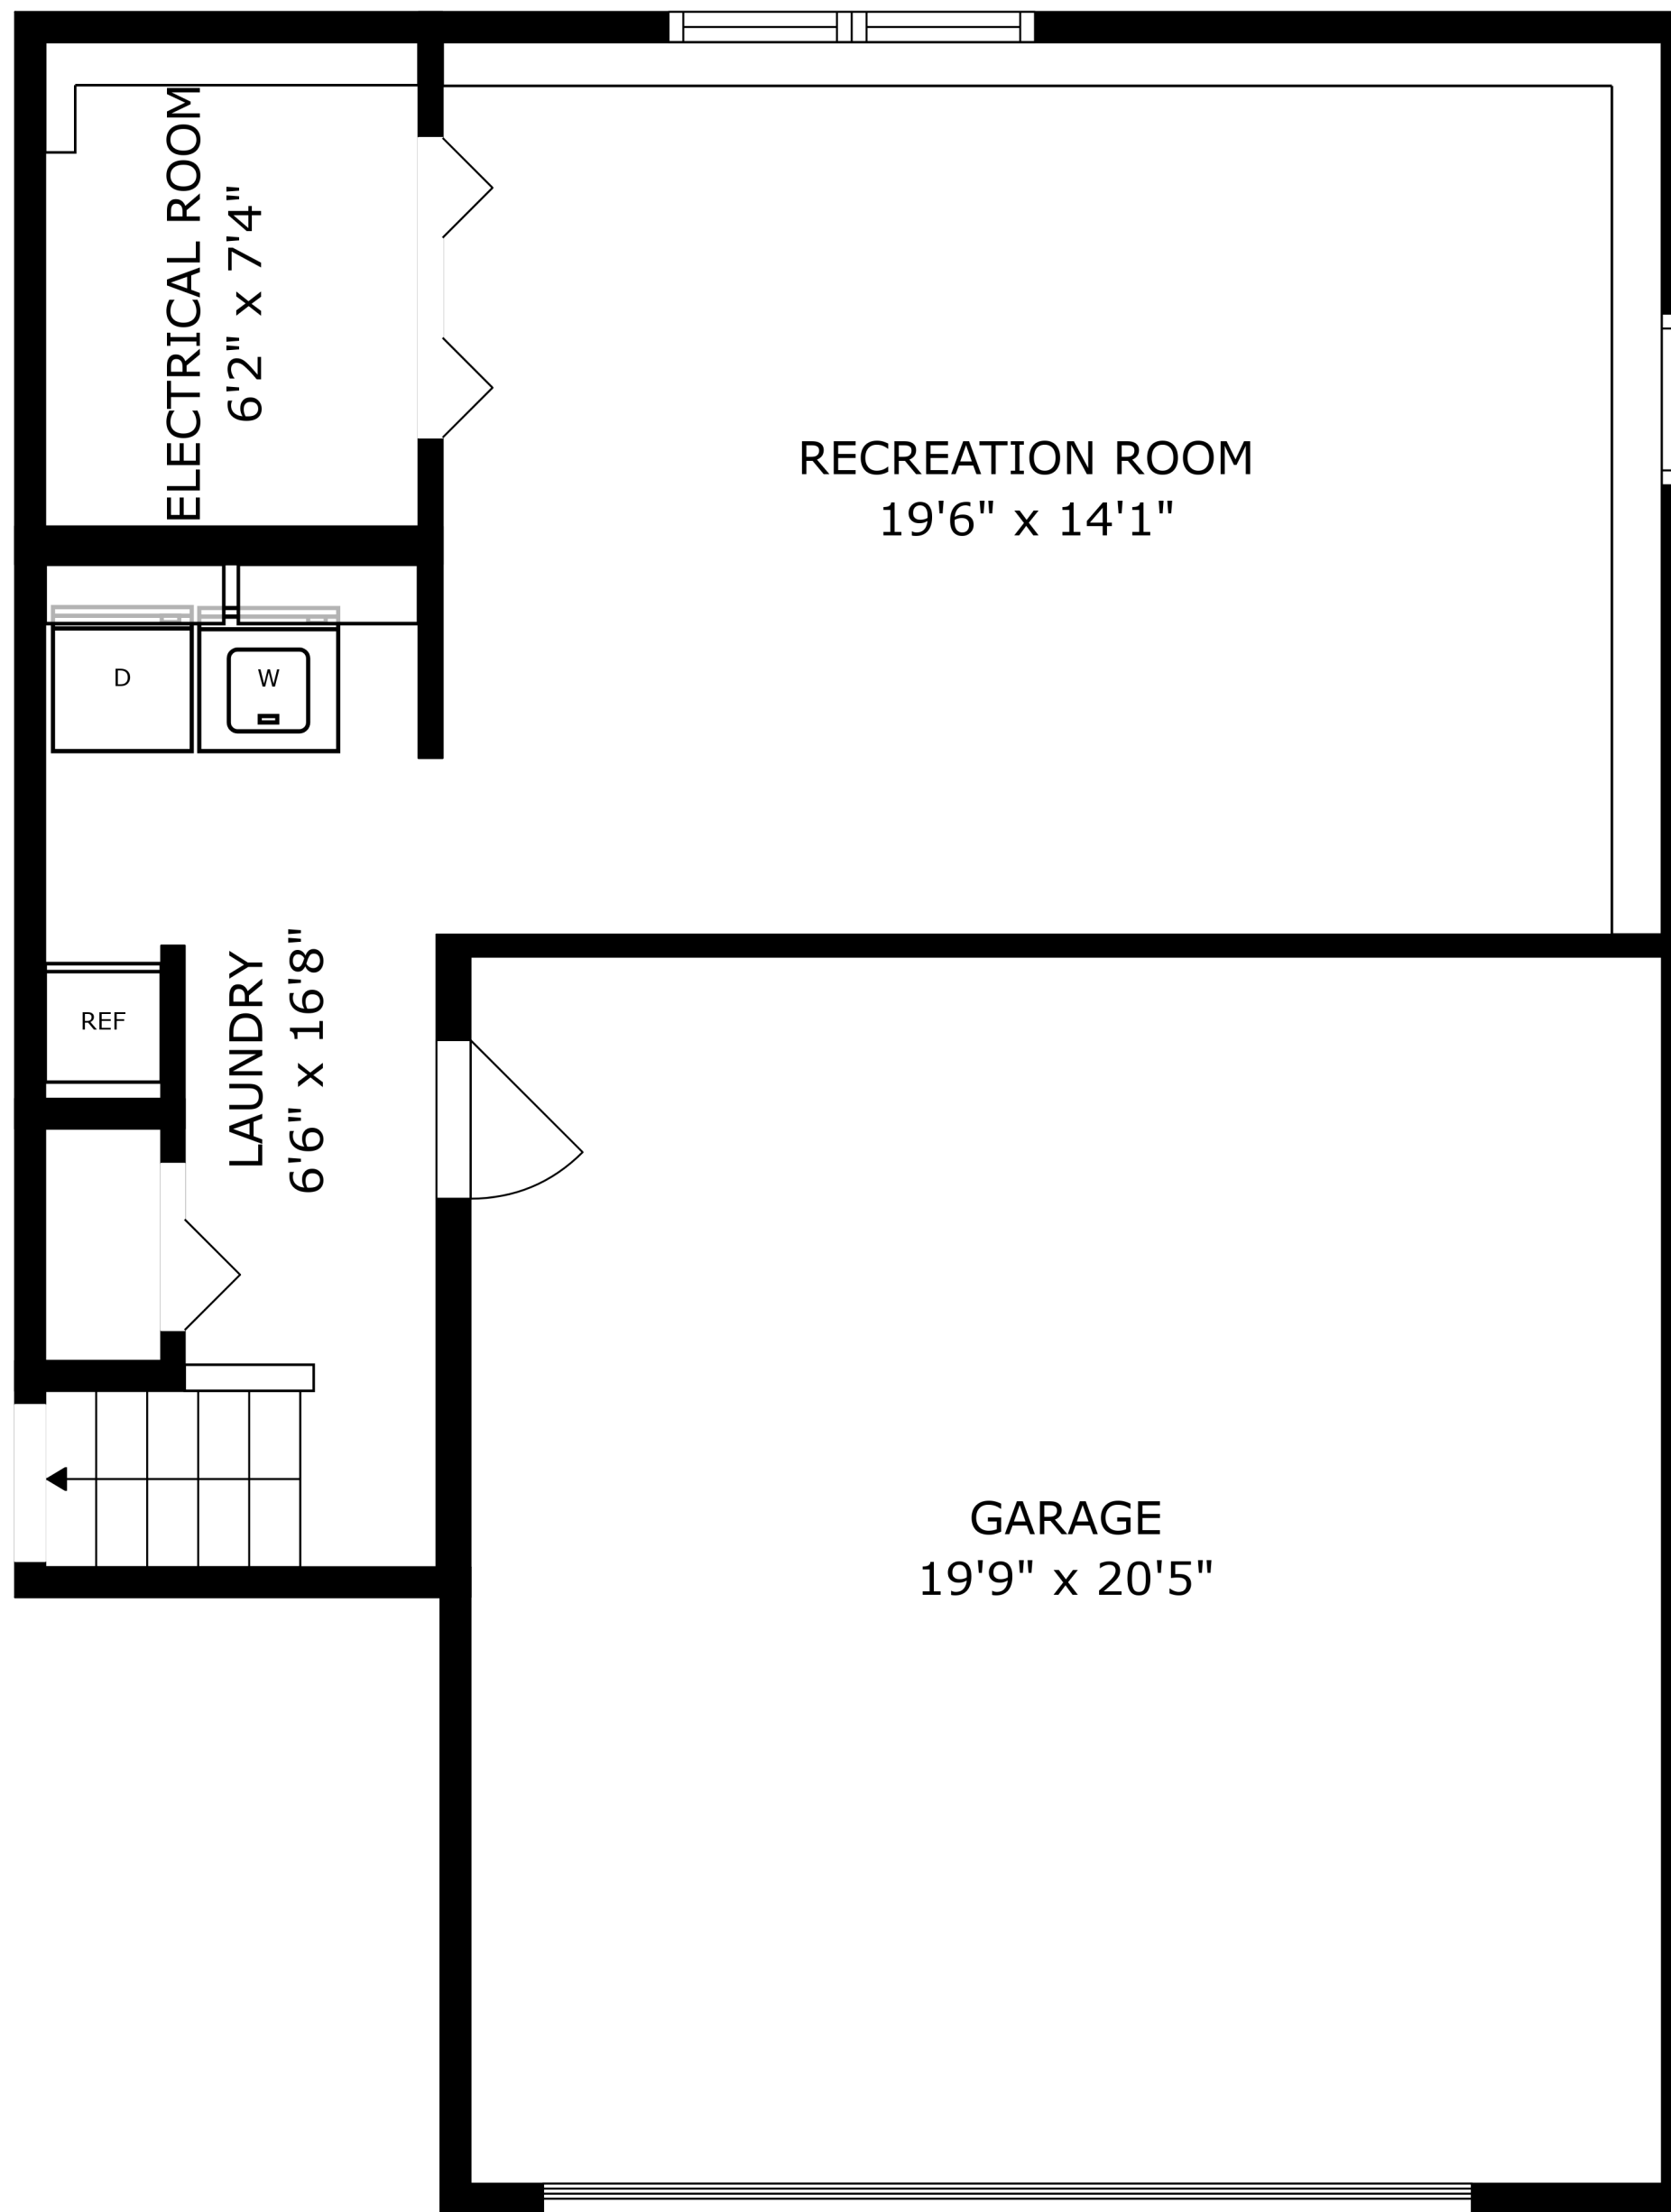 ELECTRICAL ROOM
6'2" x 7'4"
RECREATION ROOM
19'6" x 14'1"
D
W
REF
LAUNDRY
6'6" x 16'8"
GARAGE
19'9" x 20'5"